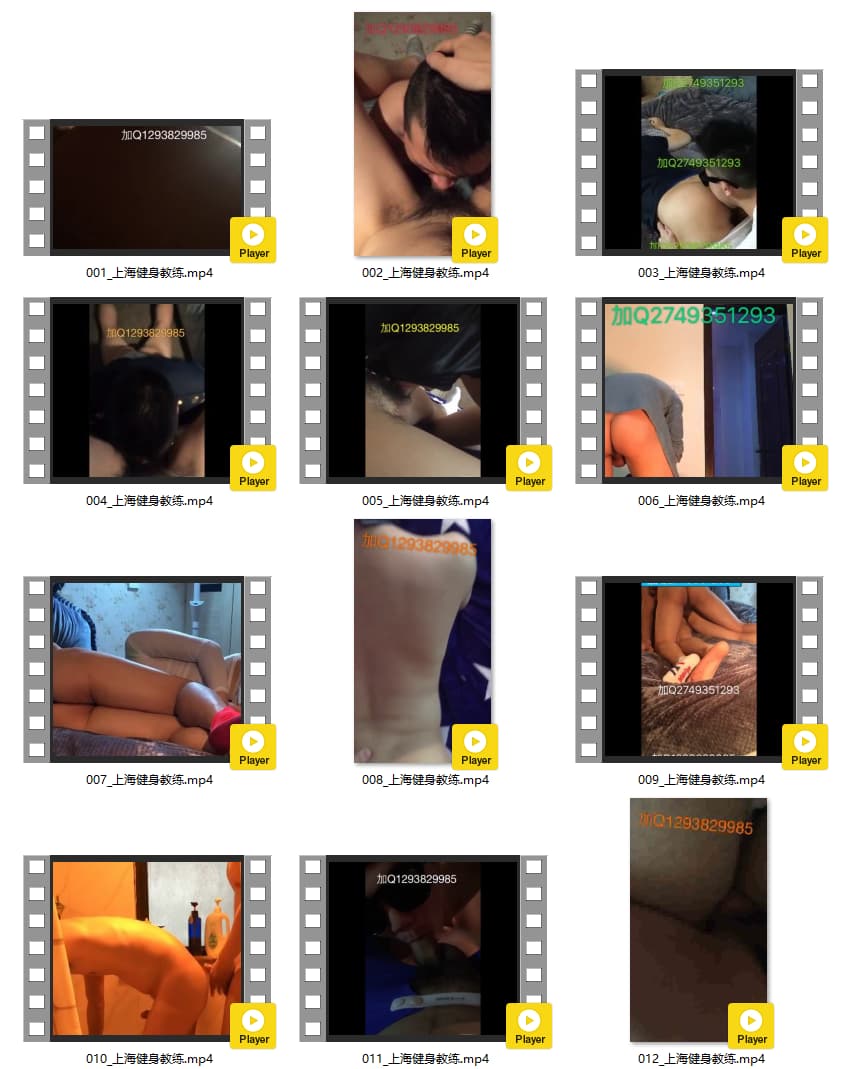 加Q1293829985
加Q2749351293
加Q2749351293
Player
Player
Player
001_上海健身教练.mp4
002_上海健身教练.mp4
003_上海健身教练.mp4
加Q1293829985
加Q1293829985
加Q2749351293
Player
Player
Player
004_上海健身教练.mp4
005_上海健身教练.mp4
006_上海健身教练.mp4
加Q1293829985
加Q2749351293
Player
Player
Player
007_上海健身教练.mp4
008_上海健身教练.mp4
009_上海健身教练.mp4
加Q1293829985
加Q1293829985
Player
Player
Player
010_上海健身教练.mp4
011_上海健身教练.mp4
012_上海健身教练.mp4